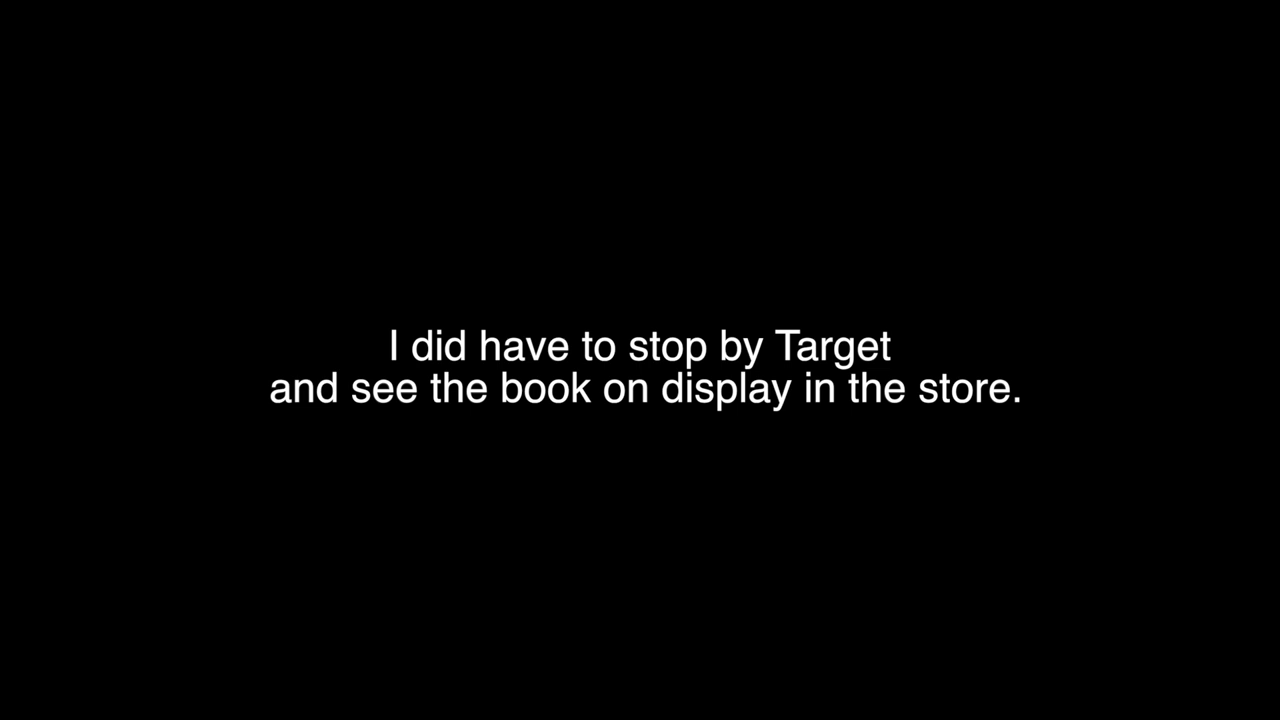 I did have to stop by Target
and see the book on display in the store.